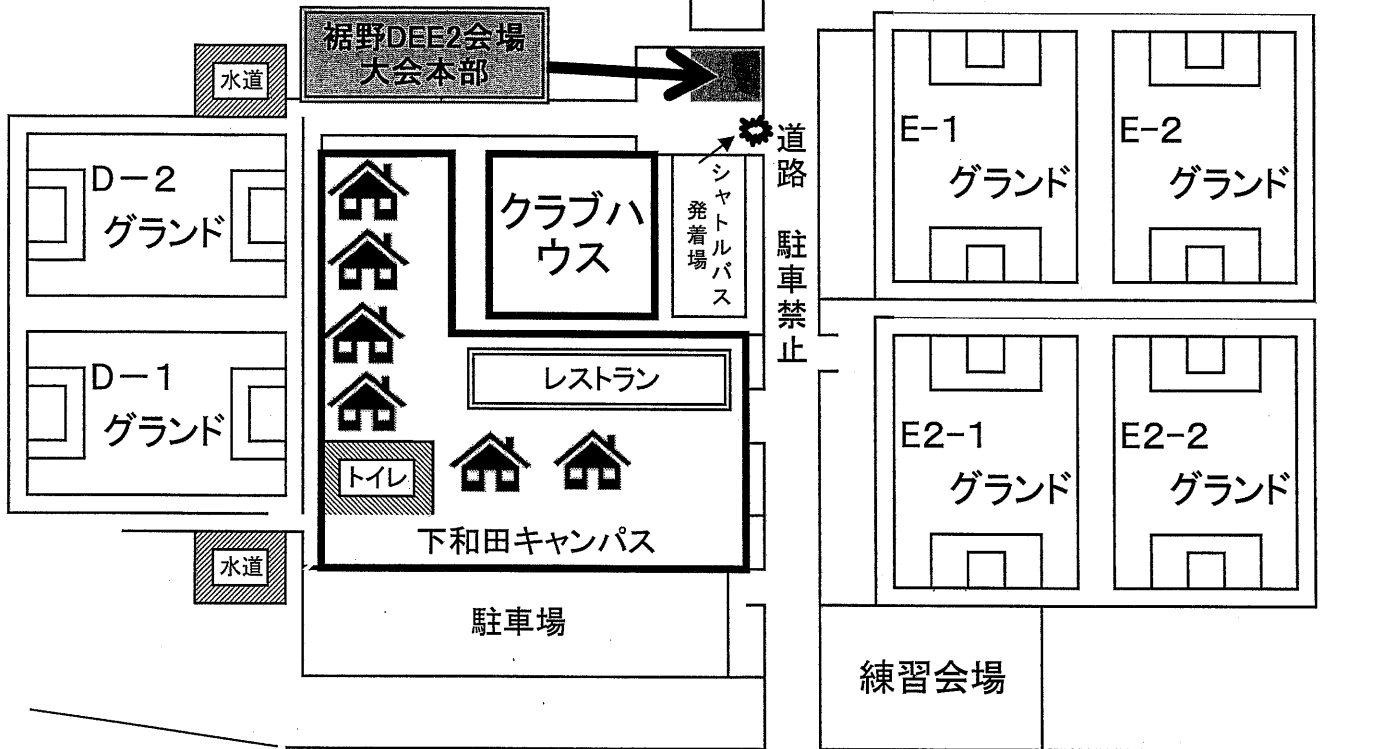 裾野DEE2会場
大会本部
水道
D－2
グランド
D－1
グランド
水道
クラブハ
ウス
シャトルバス
発着場
道路　駐車禁止
レストラン
トイレ
下和田キャンパス
駐車場
E-1
グランド
E-2
グランド
E2-1
グランド
E2-2
グランド
練習会場